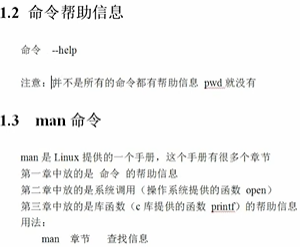 1.2 命令帮助信息
命令 --help
注意：并不是所有的命令都有帮助信息 pwd 就没有
1.3 man 命令
man 是 Linux 提供的一个手册，这个手册有很多个章节
第一章中放的是 命令 的帮助信息
第二章中放的是系统调用（操作系统提供的函数 open）
第三章中放的是库函数（c 库提供的函数 printf）的帮助信息
用法：
man 章节 查找信息